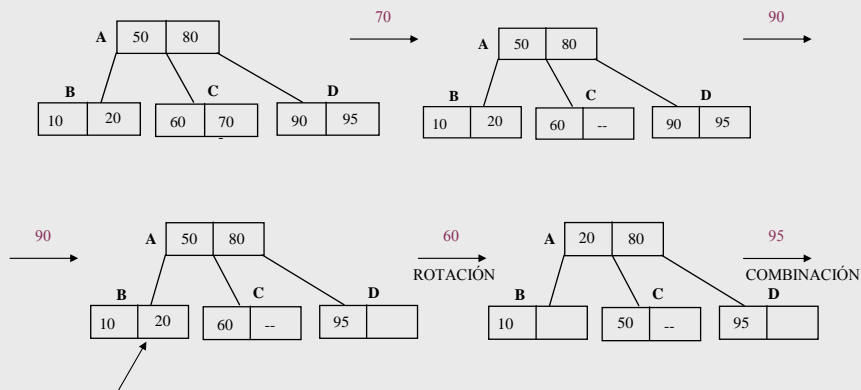 70 90
A 50 80 A 50 80
B C D B C D
10 20 60 70 90 95 10 20 60 -- 90 95
90 60 95
A 50 80 A 20 80
ROTACIÓN COMBINACIÓN
B C D B C D
10 20 60 -- 95 10 50 -- 95